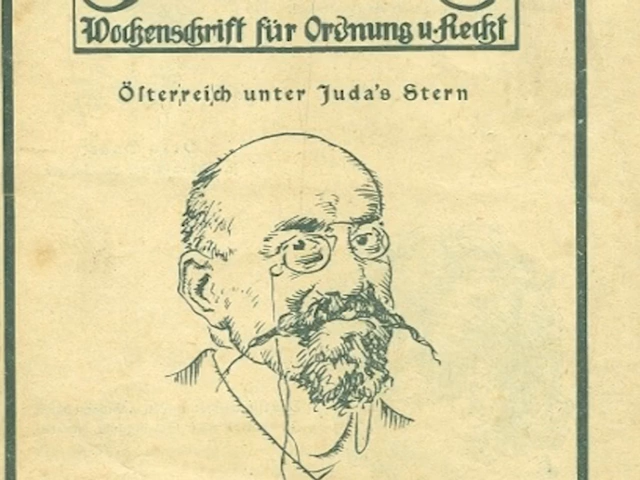 Wochenschrift für Ordnung u. Recht
Österreich unter Juda's Stern